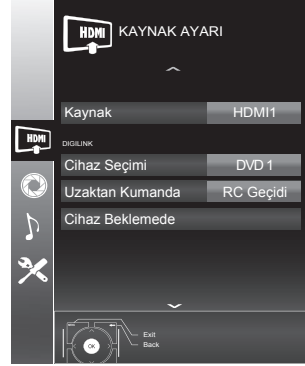 HDMI KAYNAK AYARI
Kaynak HDMI1
HDMI
DIGILINK
Cihaz Seçimi DVD 1
Uzaktan Kumanda RC Geçidi
Cihaz Beklemede
Exit
Back
OK